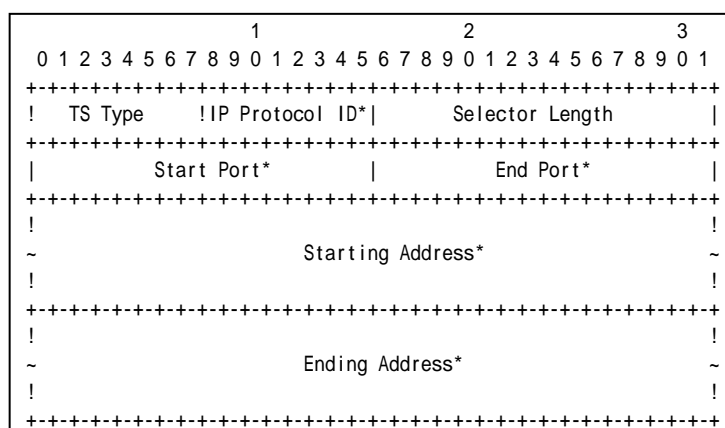 1                   2                   3
 0 1 2 3 4 5 6 7 8 9 0 1 2 3 4 5 6 7 8 9 0 1 2 3 4 5 6 7 8 9 0 1
+-+-+-+-+-+-+-+-+-+-+-+-+-+-+-+-+-+-+-+-+-+-+-+-+-+-+-+-+-+-+-+-+
!   TS Type     !IP Protocol ID*|       Selector Length         |
+-+-+-+-+-+-+-+-+-+-+-+-+-+-+-+-+-+-+-+-+-+-+-+-+-+-+-+-+-+-+-+-+
|           Start Port*         |           End Port*           |
+-+-+-+-+-+-+-+-+-+-+-+-+-+-+-+-+-+-+-+-+-+-+-+-+-+-+-+-+-+-+-+-+
!                                                               !
~                         Starting Address*                     ~
!                                                               !
+-+-+-+-+-+-+-+-+-+-+-+-+-+-+-+-+-+-+-+-+-+-+-+-+-+-+-+-+-+-+-+-+
!                                                               !
~                         Ending Address*                       ~
!                                                               !
+-+-+-+-+-+-+-+-+-+-+-+-+-+-+-+-+-+-+-+-+-+-+-+-+-+-+-+-+-+-+-+-+